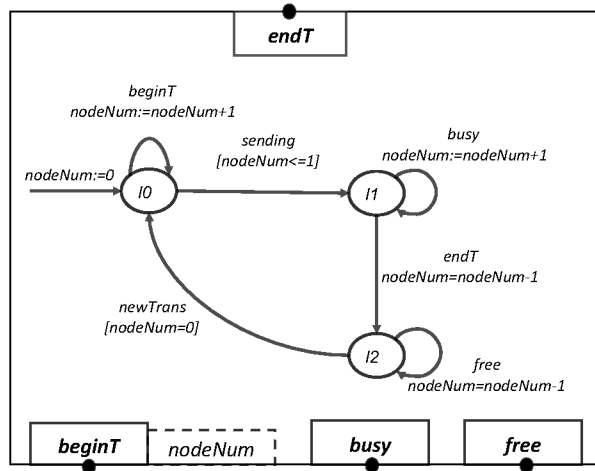 endT
beginT
nodeNum:=nodeNum+1
sending
[nodeNum<=1]
busy
nodeNum:=nodeNum+1
nodeNum:=0
l0
l1
endT
nodeNum=nodeNum-1
newTrans
[nodeNum=0]
l2
free
nodeNum=nodeNum-1
beginT
nodeNum
busy
free